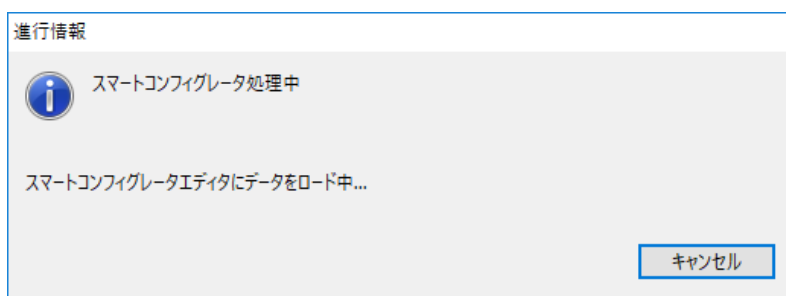 進行情報
スマートコンフィグレータ処理中
スマートコンフィグレータエディタにデータをロード中...
キャンセル